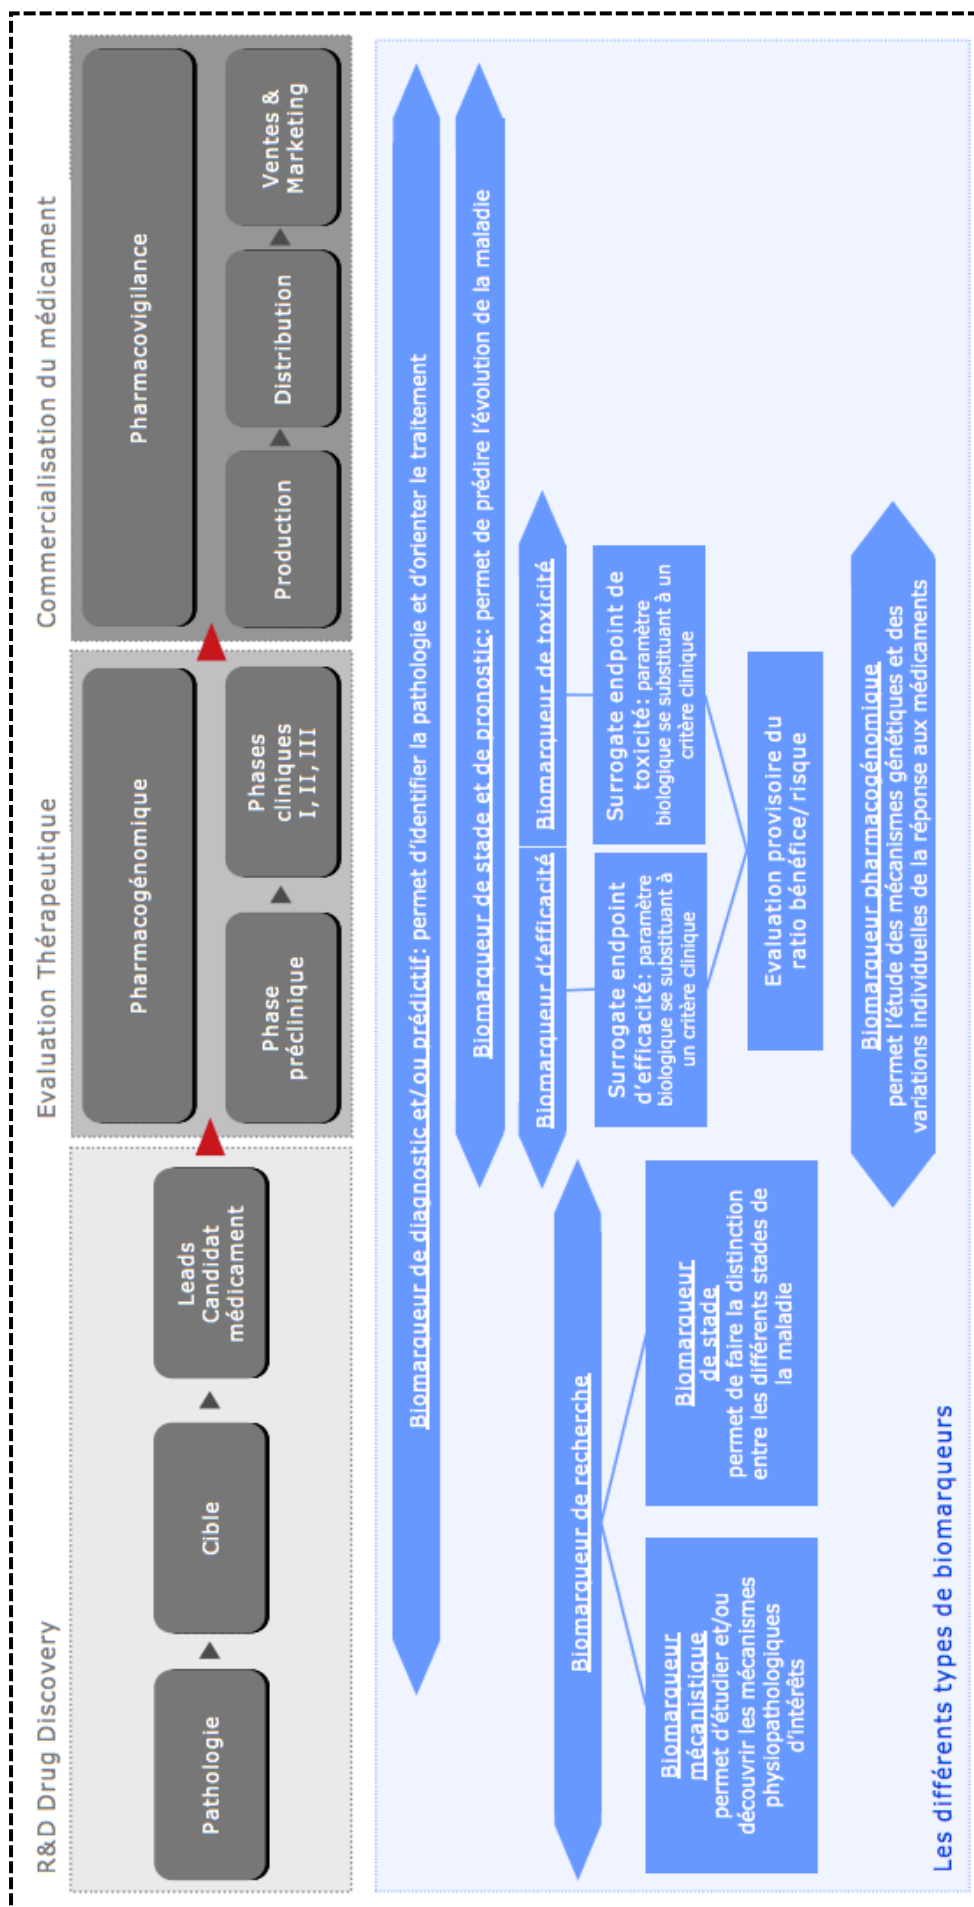 R&D Drug Discovery
Pathologie
Cible
Leads
Candidat
médicament
Evaluation Thérapeutique
Pharmacogénomique
Phase
préclinique
Phases
cliniques
I, II, III
Commercialisation du médicament
Pharmacovigilance
Production
Distribution
Ventes &
Marketing
Biomarqueur de diagnostic et/ou prédictif: permet d'identifier la pathologie et d'orienter le traitement
Biomarqueur de stade et de pronostic: permet de prédire l'évolution de la maladie
Biomarqueur d'efficacité
Biomarqueur de toxicité
Biomarqueur de recherche
Surrogate endpoint
d'efficacité: paramètre
biologique se substituant à
un critère clinique
Surrogate endpoint de
toxicité: paramètre
biologique se substituant à un
critère clinique
Biomarqueur
mécanistique
permet d'étudier et/ou
découvrir les mécanismes
physiopathologiques
d'intérêts
Biomarqueur
de stade
permet de faire la distinction
entre les différents stades de
la maladie
Evaluation provisoire du
ratio bénéfice/risque
Biomarqueur pharmacogénomique
permet l'étude des mécanismes génétiques et des
variations individuelles de la réponse aux médicaments
Les différents types de biomarqueurs